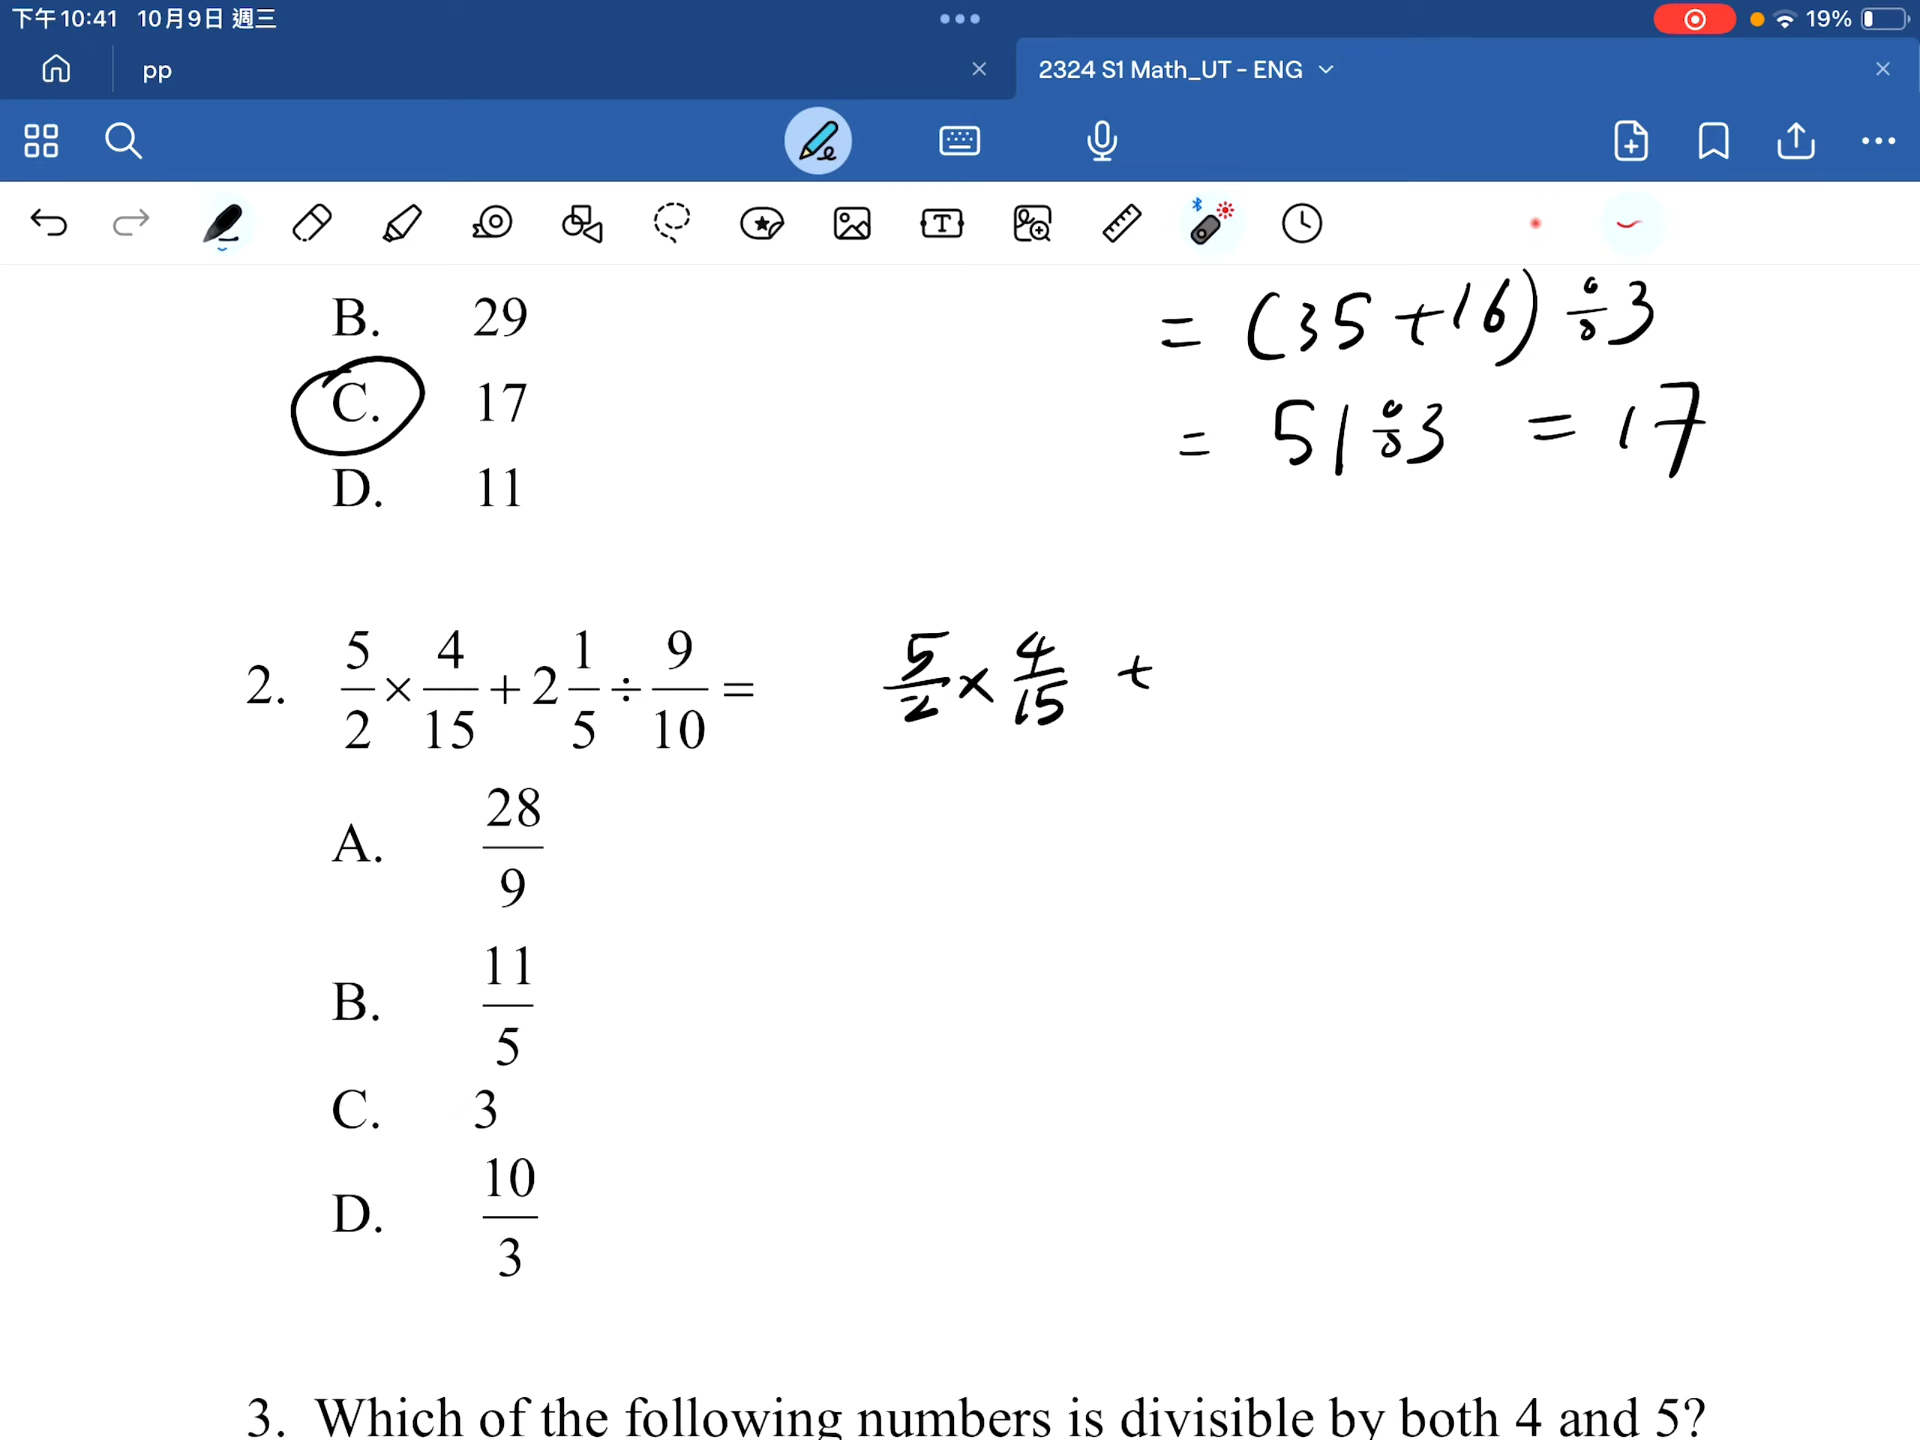 下午10:41 10月9日 週三
19%
pp
2324 S1 Math_UT - ENG
B. 29
= (35 + 16) ÷ 3
C. 17
= 51 ÷ 3 = 17
D. 11
2. 5/2 × 4/15 + 2 1/5 ÷ 9/10 =
5/2 × 4/15 +
A. 28/9
B. 11/5
C. 3
D. 10/3
3. Which of the following numbers is divisible by both 4 and 5?